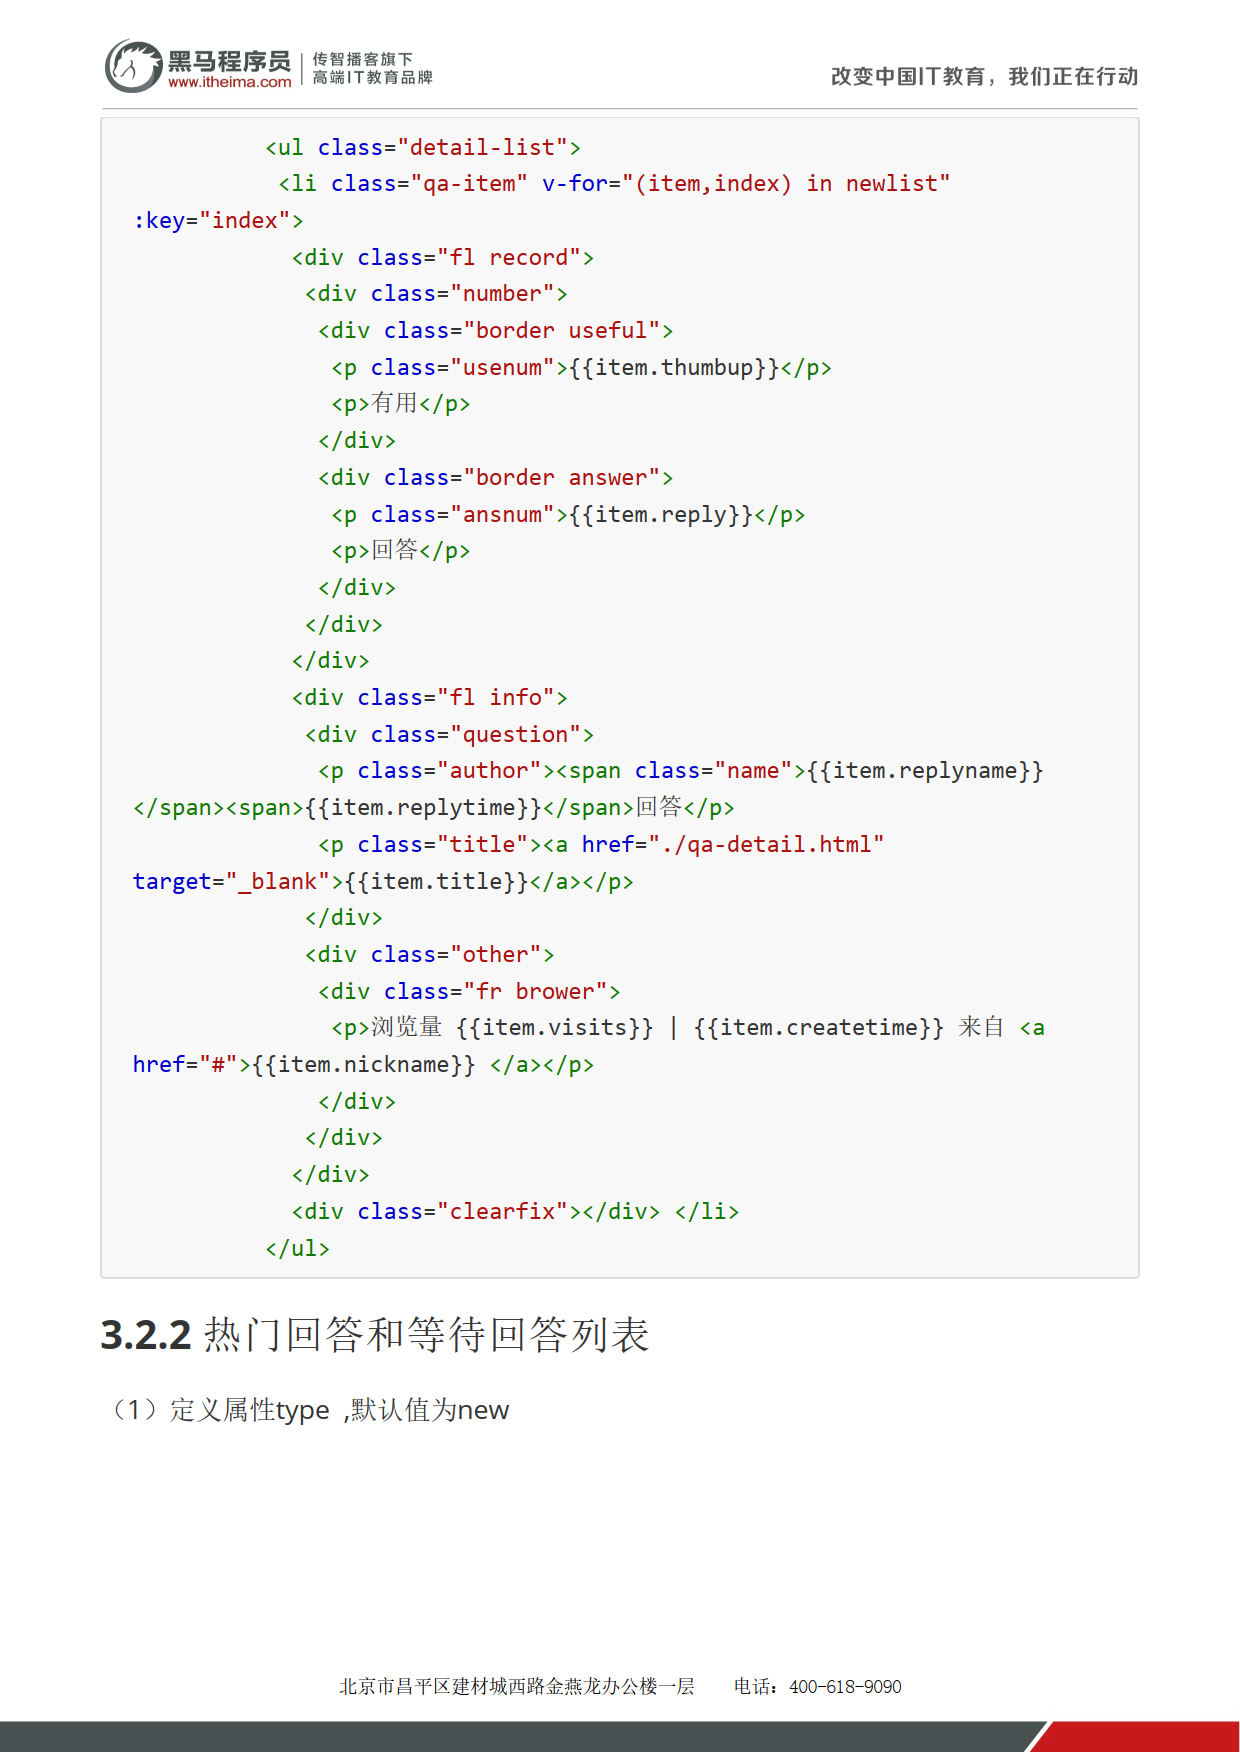 黑马程序员
www.itheima.com
传智播客旗下
高端IT教育品牌
改变中国IT教育，我们正在行动
<ul class="detail-list">
<li class="qa-item" v-for="(item,index) in newlist"
:key="index">
<div class="fl record">
<div class="number">
<div class="border useful">
<p class="usenum">{{item.thumbup}}</p>
<p>有用</p>
</div>
<div class="border answer">
<p class="ansnum">{{item.reply}}</p>
<p>回答</p>
</div>
</div>
</div>
<div class="fl info">
<div class="question">
<p class="author"><span class="name">{{item.replyname}}
</span><span>{{item.replytime}}</span>回答</p>
<p class="title"><a href="./qa-detail.html"
target="_blank">{{item.title}}</a></p>
</div>
<div class="other">
<div class="fr brower">
<p>浏览量 {{item.visits}} | {{item.createtime}} 来自 <a
href="#">{{item.nickname}} </a></p>
</div>
</div>
</div>
<div class="clearfix"></div> </li>
</ul>
3.2.2 热门回答和等待回答列表
（1）定义属性type ,默认值为new
北京市昌平区建材城西路金燕龙办公楼一层 电话：400-618-9090